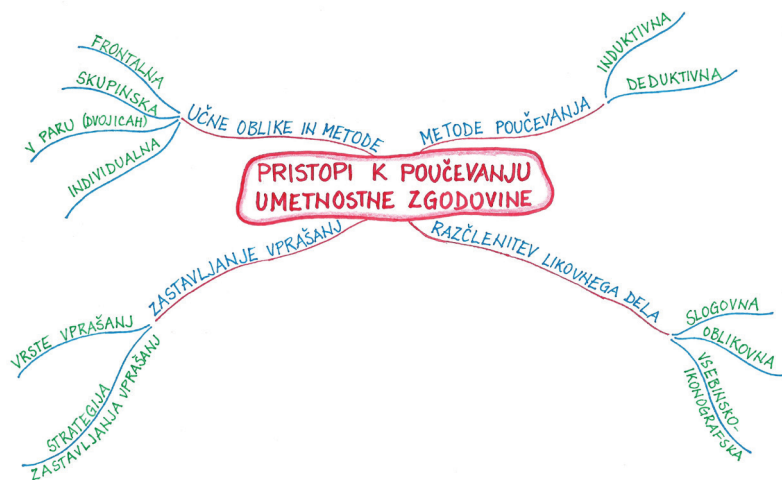 PRISTOPI K POUČEVANJU
UMETNOSTNE ZGODOVINE
UČNE OBLIKE IN METODE
FRONTALNA
SKUPINSKA
V PARU (DVOJICAH)
INDIVIDUALNA
METODE POUČEVANJA
INDUKTIVNA
DEDUKTIVNA
ZASTAVLJANJE VPRAŠANJ
VRSTE VPRAŠANJ
STRATEGIJA
ZASTAVLJANJA VPRAŠANJ
RAZČLENITEV LIKOVNEGA DELA
SLOGOVNA
OBLIKOVNA
VSEBINSKO-
IKONOGRAFSKA